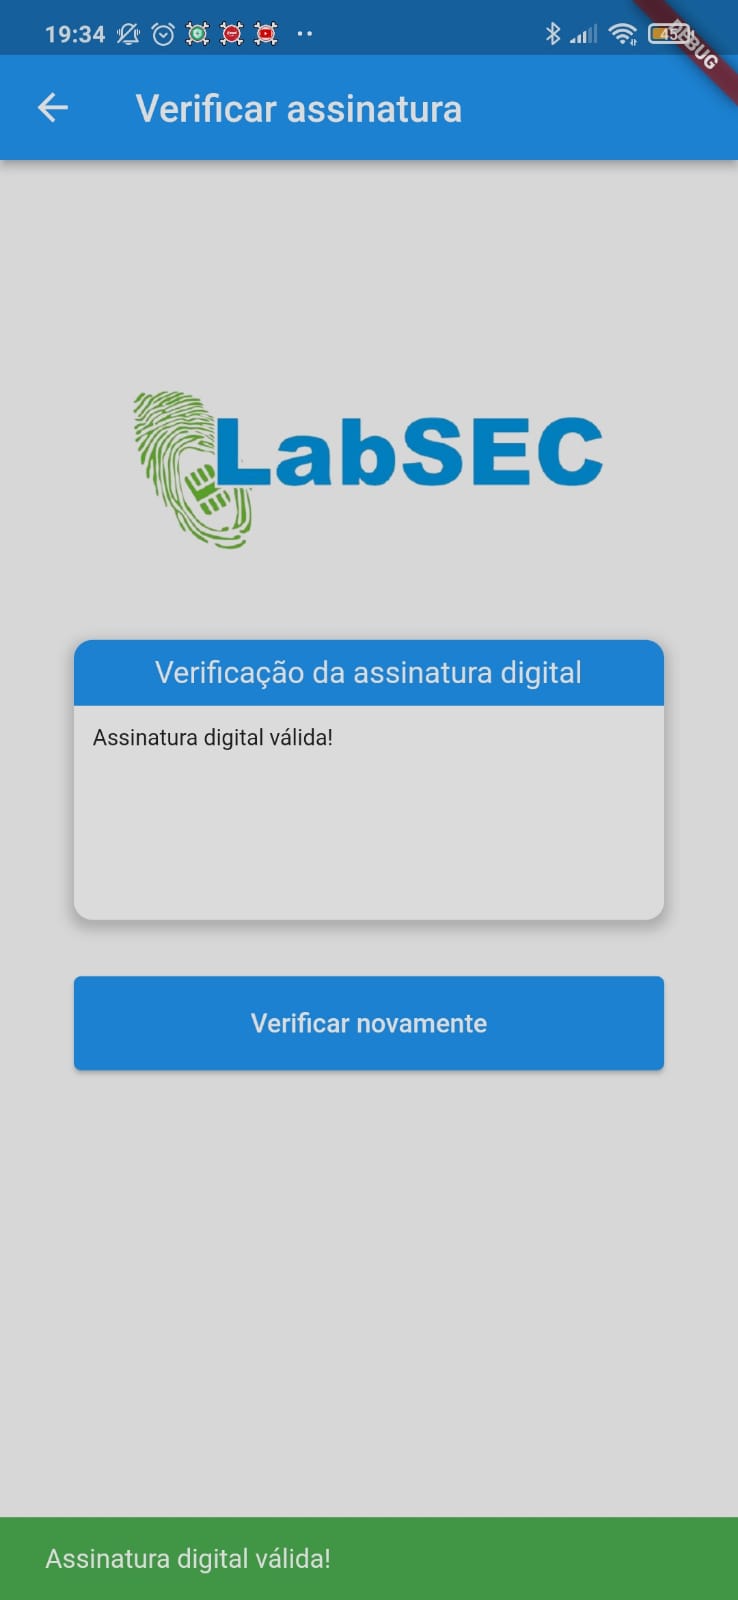 19:34
45
DEBUG
Verificar assinatura
LabSEC
Verificação da assinatura digital
Assinatura digital válida!
Verificar novamente
Assinatura digital válida!